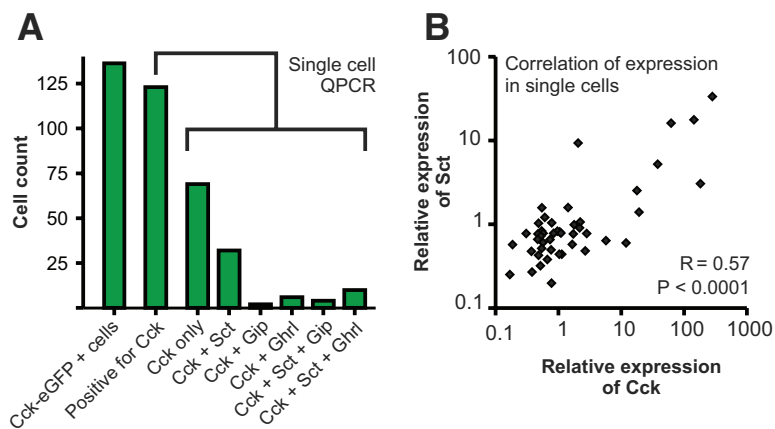 A
Cell count
125
100
75
50
25
Single cell
QPCR
Cck-eGFP + cells
Positive for Cck
Cck only
Cck + Sct
Cck + Gip
Cck + Ghrl
Cck + Sct + Gip
Cck + Sct + Ghrl
B
Relative expression
of Sct
100
10
1
0.1
Correlation of expression
in single cells
R = 0.57
P < 0.0001
0.1
1
10
100
1000
Relative expression
of Cck